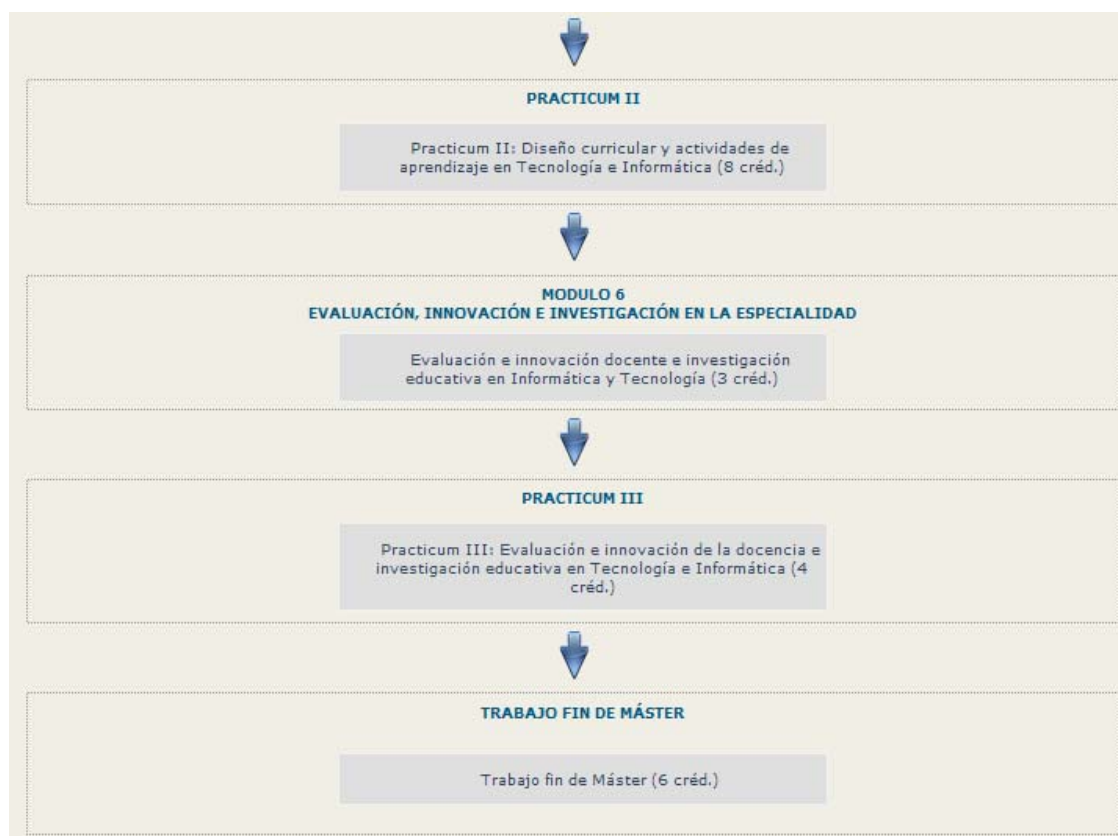 PRACTICUM II
Practicum II: Diseño curricular y actividades de
aprendizaje en Tecnología e Informática (8 créd.)
MODULO 6
EVALUACIÓN, INNOVACIÓN E INVESTIGACIÓN EN LA ESPECIALIDAD
Evaluación e innovación docente e investigación
educativa en Informática y Tecnología (3 créd.)
PRACTICUM III
Practicum III: Evaluación e innovación de la docencia e
investigación educativa en Tecnología e Informática (4
créd.)
TRABAJO FIN DE MÁSTER
Trabajo fin de Máster (6 créd.)